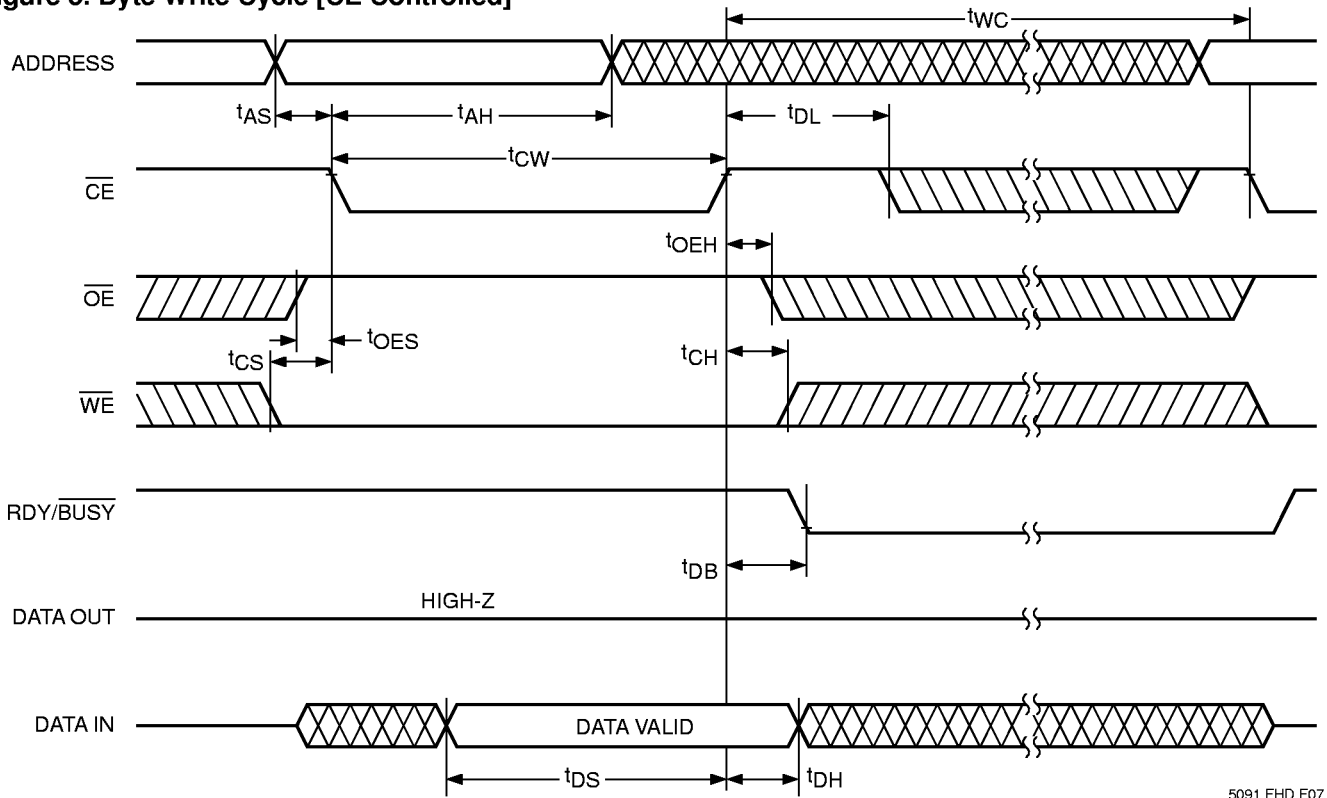 Figure 5. Byte Write Cycle [CE Controlled]
tWC
ADDRESS
tAS
tAH
tDL
tCW
CE
tOEH
OE
tOES
tCS
tCH
WE
RDY/BUSY
tDB
HIGH-Z
DATA OUT
DATA IN
DATA VALID
tDS
tDH
5091 FHD F07